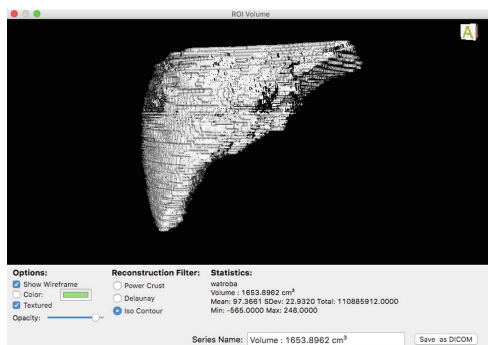 ROI Volume
A
Options:
Show Wireframe
Color:
Textured
Opacity:
Reconstruction Filter:
Power Crust
Delaunay
Iso Contour
Statistics:
watroba
Volume : 1653.8962 cm³
Mean: 97.3661 SDev: 22.9320 Total: 110885912.0000
Min: -565.0000 Max: 248.0000
Series Name: Volume : 1653.8962 cm³ Save as DICOM